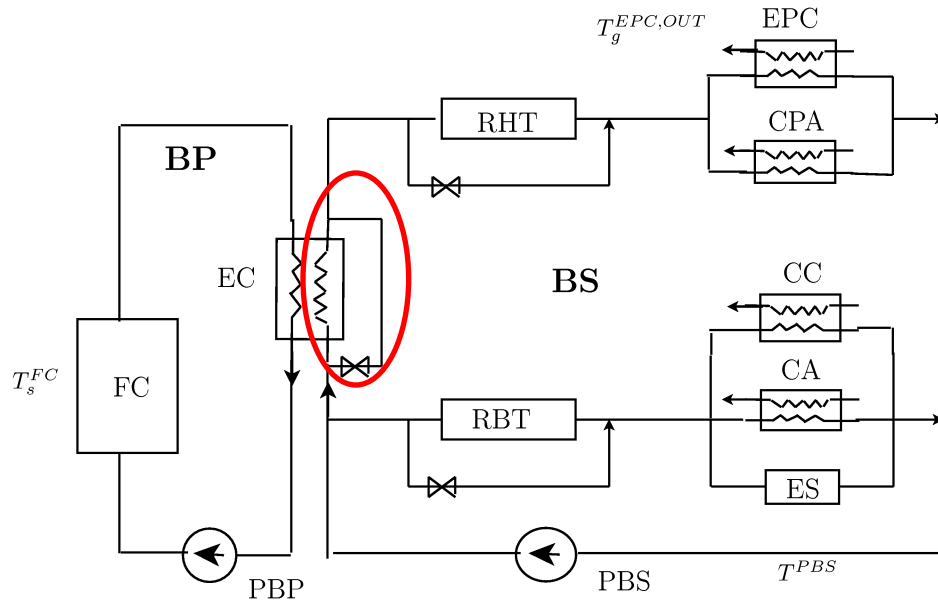 EPC
$T_g^{EPC,OUT}$
RHT
CPA
BP
EC
BS
CC
$T_s^{FC}$
FC
CA
RBT
ES
PBP
PBS
$T^{PBS}$